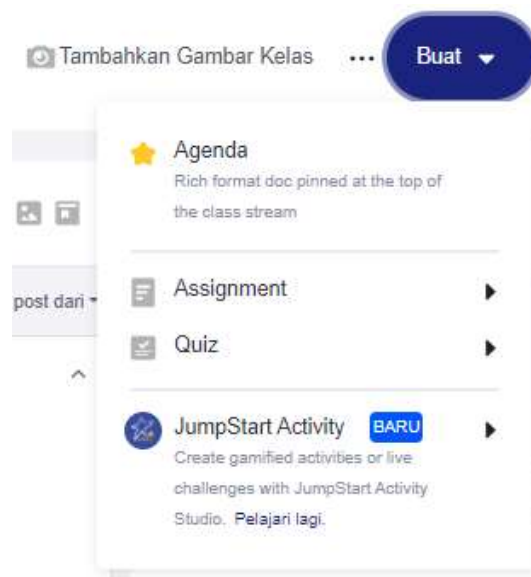 Tambahkan Gambar Kelas ... Buat
Agenda
Rich format doc pinned at the top of
the class stream
post dari
Assignment
Quiz
JumpStart Activity BARU
Create gamified activities or live
challenges with JumpStart Activity
Studio. Pelajari lagi.